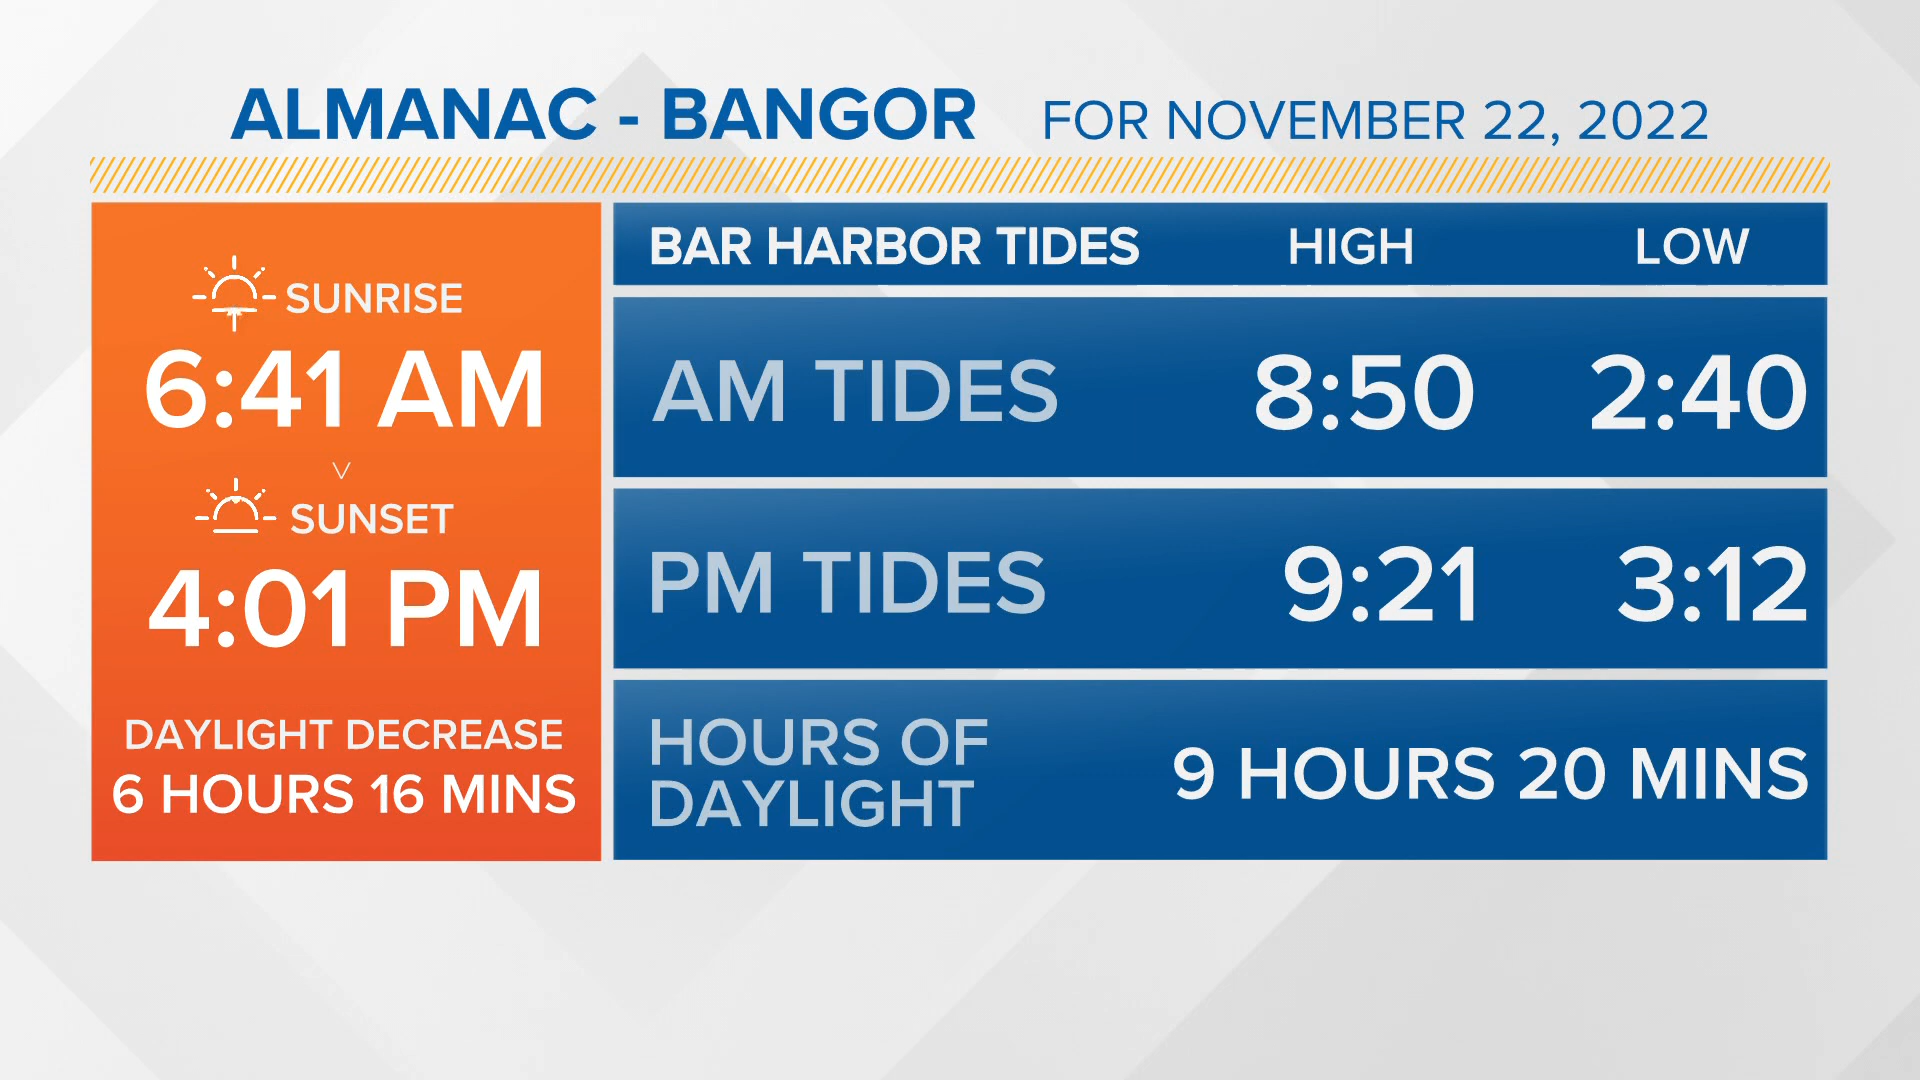 ALMANAC - BANGOR FOR NOVEMBER 22, 2022
SUNRISE
6:41 AM
SUNSET
4:01 PM
DAYLIGHT DECREASE
6 HOURS 16 MINS
BAR HARBOR TIDES HIGH LOW
AM TIDES 8:50 2:40
PM TIDES 9:21 3:12
HOURS OF
DAYLIGHT
9 HOURS 20 MINS